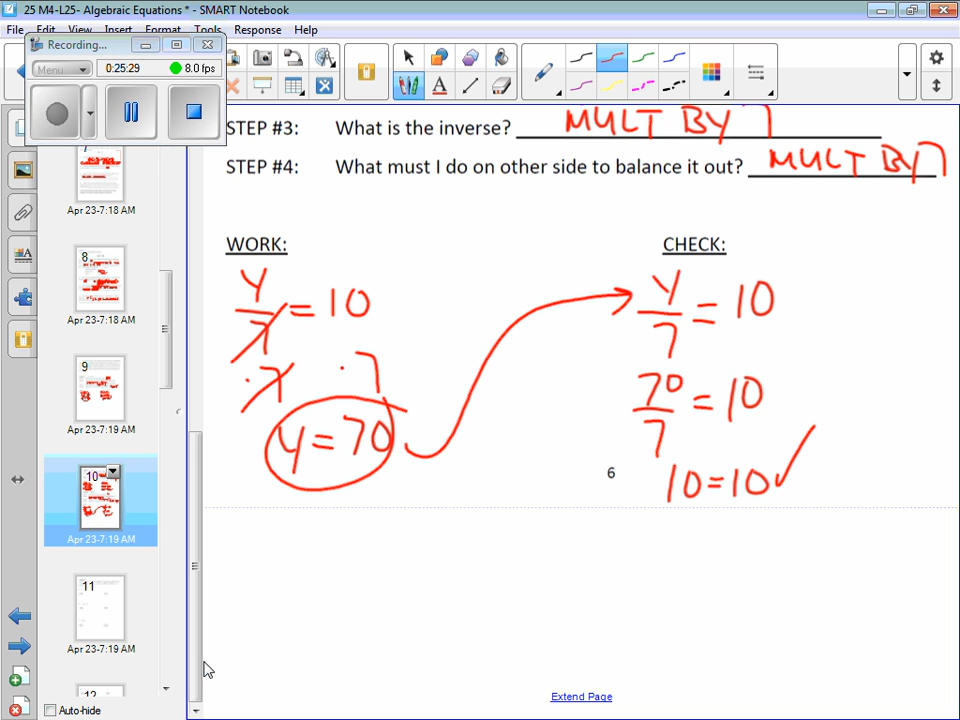 25 M4-L25- Algebraic Equations * - SMART Notebook
File Edit View Insert Format Tools Response Help
Recording...
Menu 0:25:29 8.0 fps
Apr 23-7:18 AM
8
Apr 23-7:18 AM
9
Apr 23-7:19 AM
10
Apr 23-7:19 AM
11
Apr 23-7:19 AM
12
Auto-hide
STEP #3: What is the inverse? MULT BY 7
STEP #4: What must I do on other side to balance it out? MULT BY 7
WORK:
y/7 = 10
·7 ·7
y = 70
CHECK:
y/7 = 10
70/7 = 10
10 = 10 ✓
6
Extend Page